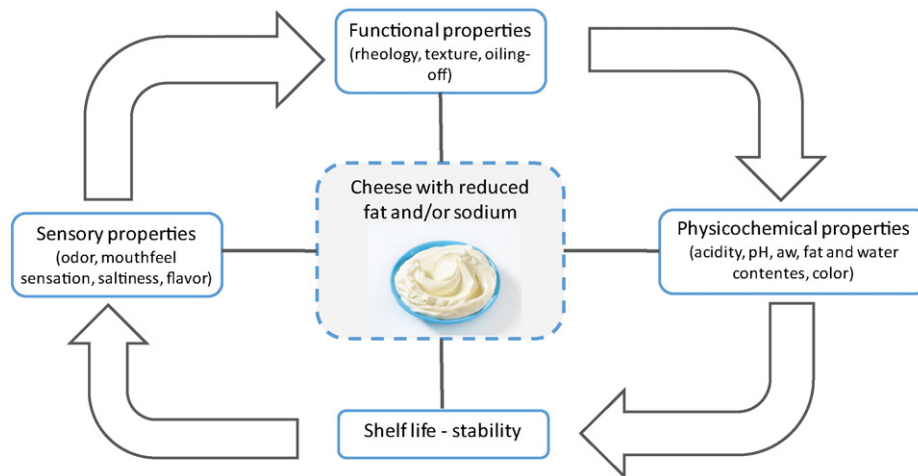 Functional properties
(rheology, texture, oiling-
off)
Cheese with reduced
fat and/or sodium
Sensory properties
(odor, mouthfeel
sensation, saltiness, flavor)
Physicochemical properties
(acidity, pH, aw, fat and water
contentes, color)
Shelf life - stability